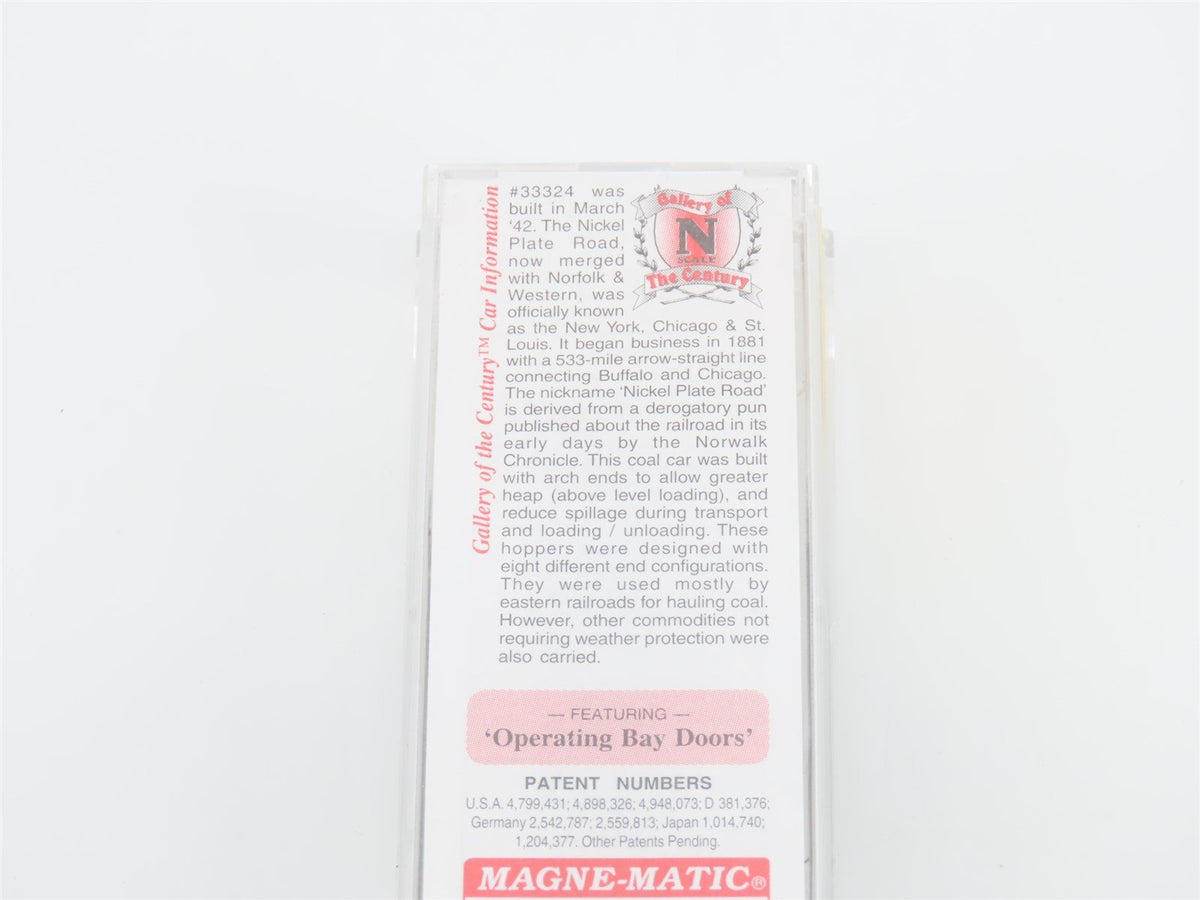 Gallery of the Century™ Car Information
#33324 was
built in March
'42. The Nickel
Plate Road,
now merged
with Norfolk &
Western, was
officially known
as the New York, Chicago & St.
Louis. It began business in 1881
with a 533-mile arrow-straight line
connecting Buffalo and Chicago.
The nickname 'Nickel Plate Road'
is derived from a derogatory pun
published about the railroad in its
early days by the Norwalk
Chronicle. This coal car was built
with arch ends to allow greater
heap (above level loading), and
reduce spillage during transport
and loading / unloading. These
hoppers were designed with
eight different end configurations.
They were used mostly by
eastern railroads for hauling coal.
However, other commodities not
requiring weather protection were
also carried.
Gallery of
N
SCALE
The Century
— FEATURING —
'Operating Bay Doors'
PATENT NUMBERS
U.S.A. 4,799,431; 4,898,326; 4,948,073; D 381,376;
Germany 2,542,787; 2,559,813; Japan 1,014,740;
1,204,377. Other Patents Pending.
MAGNE-MATIC®